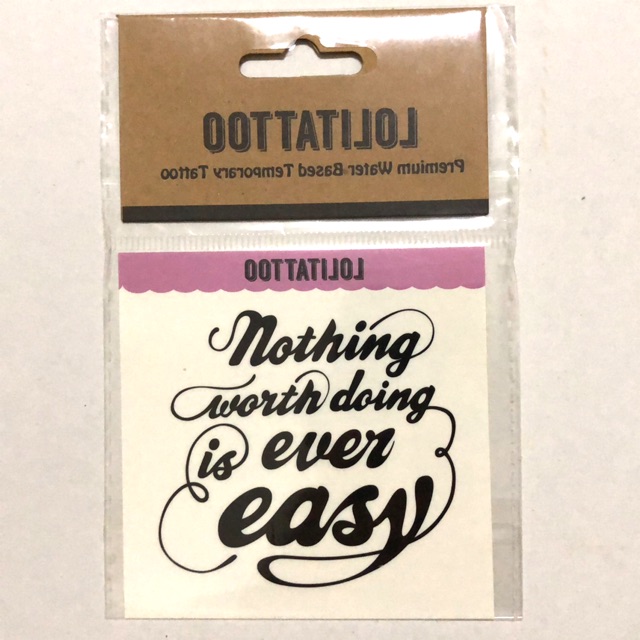 LOLITATTOO
Premium Water Based Temporary Tattoo
LOLITATTOO
Nothing
worth doing
is ever
easy